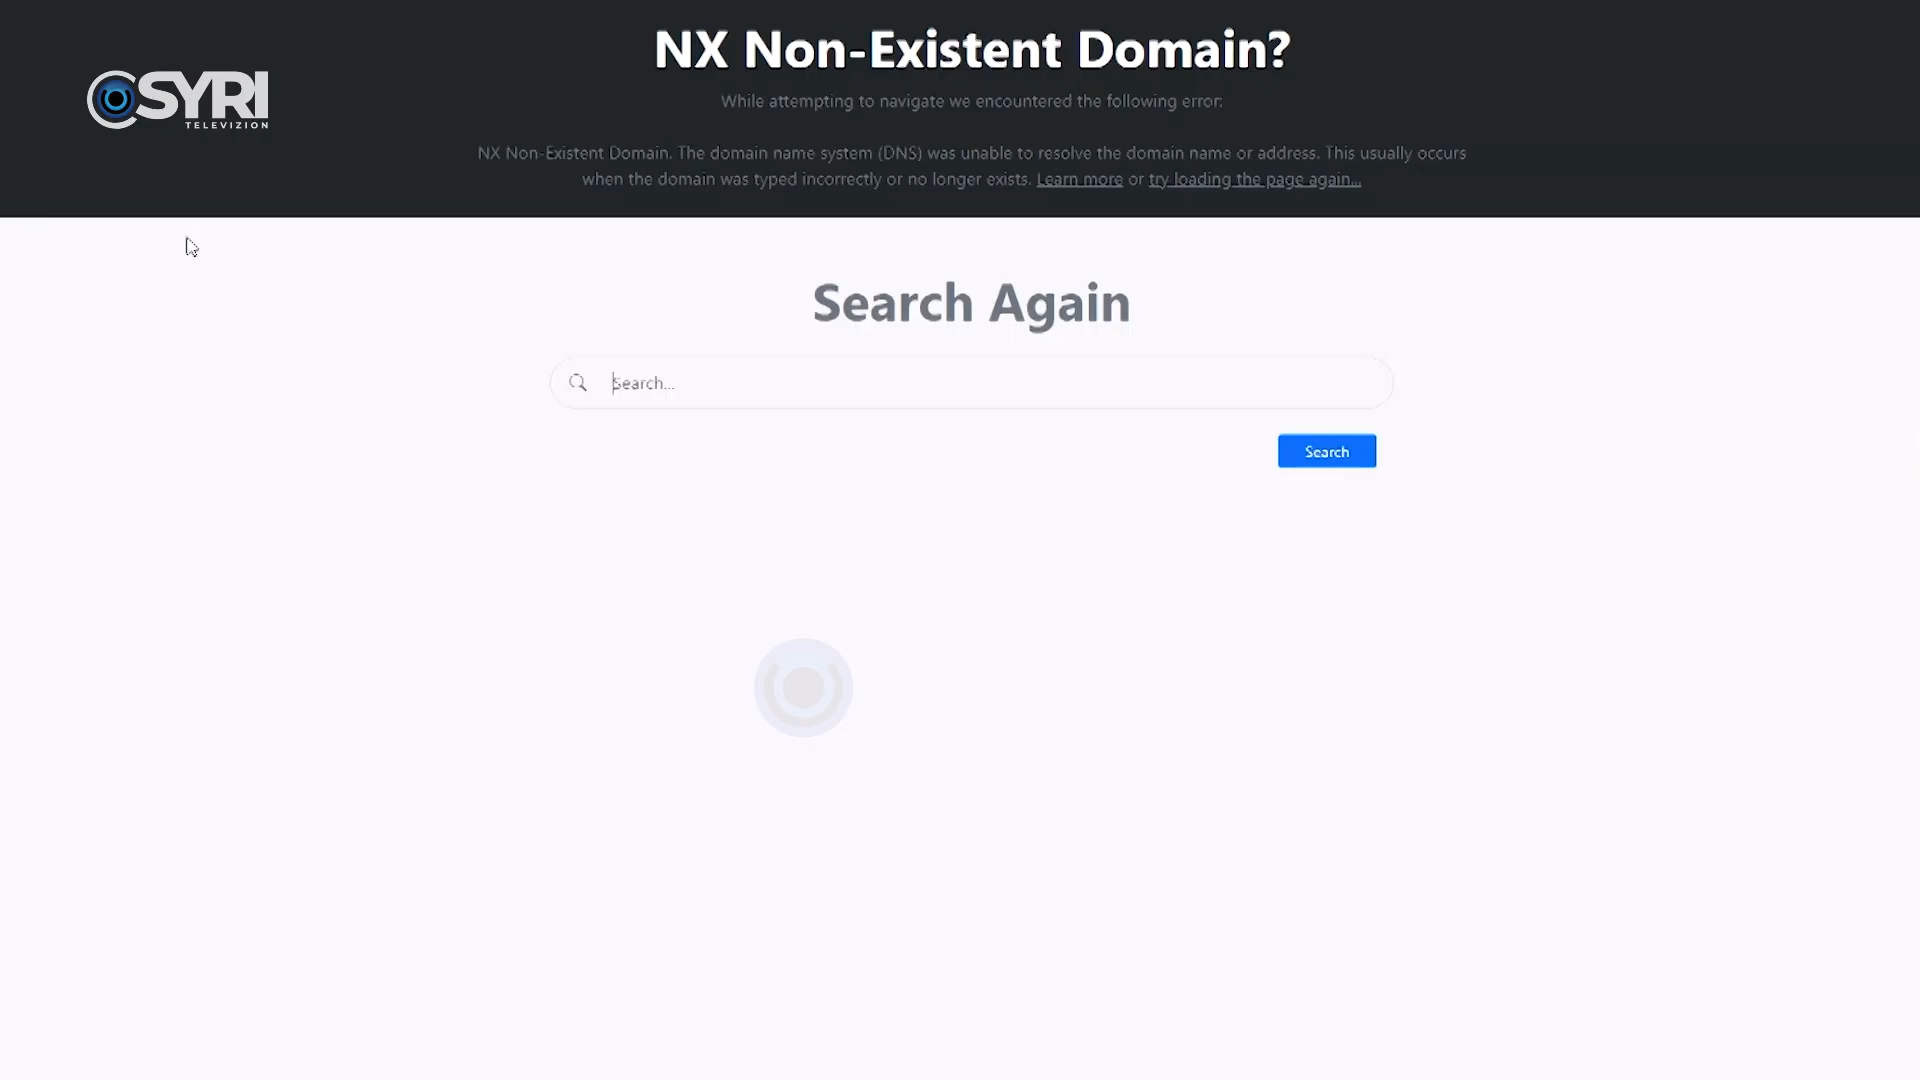 NX Non-Existent Domain?
SYRI
TELEVIZION
While attempting to navigate we encountered the following error:
NX Non-Existent Domain. The domain name system (DNS) was unable to resolve the domain name or address. This usually occurs
when the domain was typed incorrectly or no longer exists. Learn more or try loading the page again...
Search Again
Search...
Search